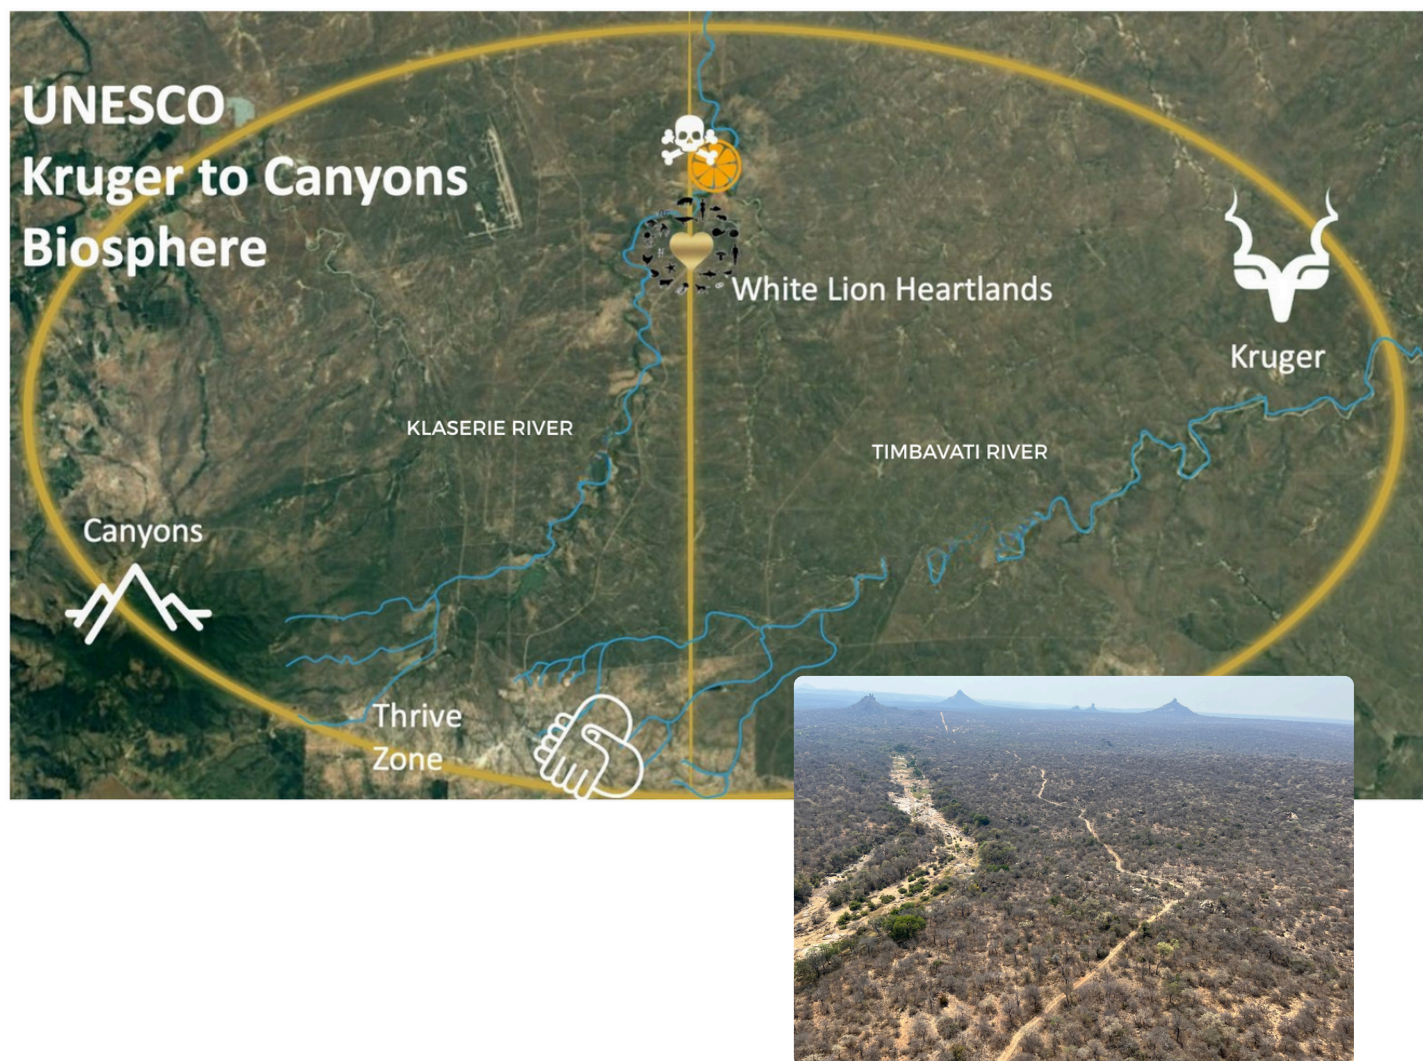 UNESCO
Kruger to Canyons
Biosphere
White Lion Heartlands
Kruger
KLASERIE RIVER
TIMBAVATI RIVER
Canyons
Thrive
Zone